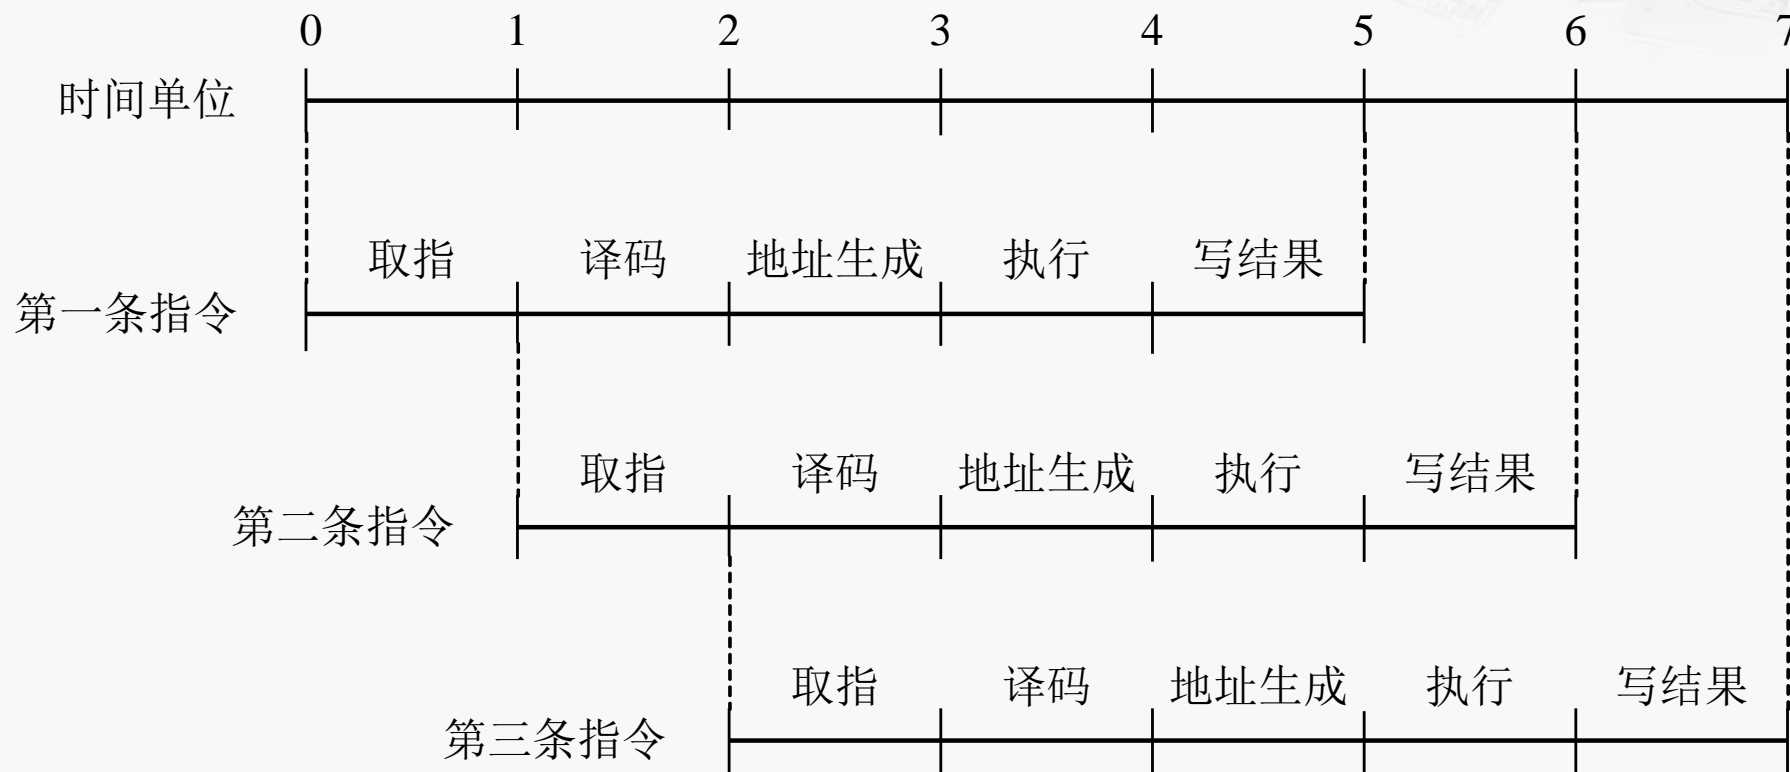 0 1 2 3 4 5 6 7
时间单位
取指 译码 地址生成 执行 写结果
第一条指令
取指 译码 地址生成 执行 写结果
第二条指令
取指 译码 地址生成 执行 写结果
第三条指令